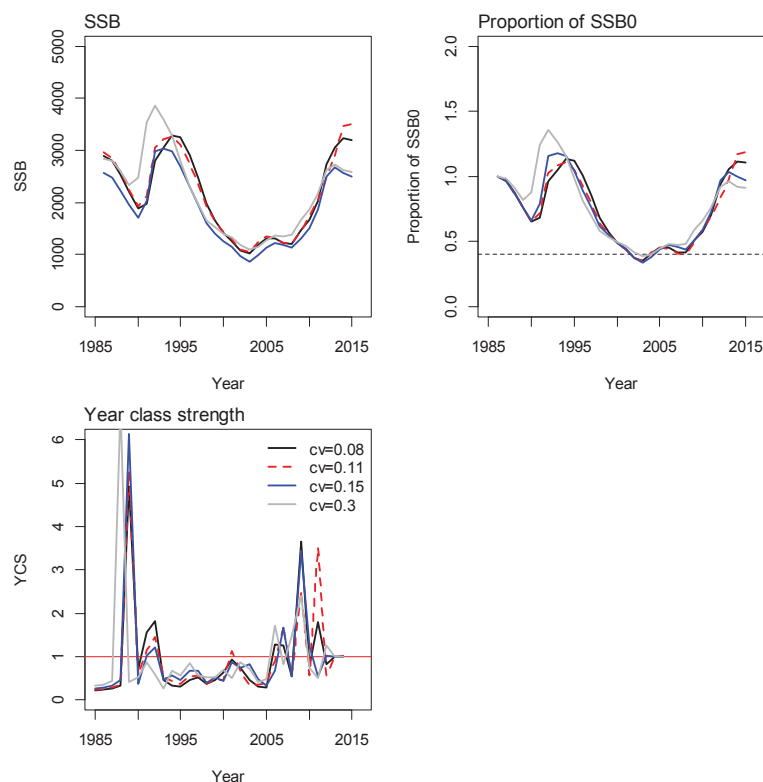 SSB
SSB
5000
4000
3000
2000
1000
0
1985
1995
2005
2015
Year
Proportion of SSB0
Proportion of SSB0
2.0
1.5
1.0
0.5
0.0
1985
1995
2005
2015
Year
Year class strength
YCS
6
5
4
3
2
1
0
cv=0.08
cv=0.11
cv=0.15
cv=0.3
1985
1995
2005
2015
Year